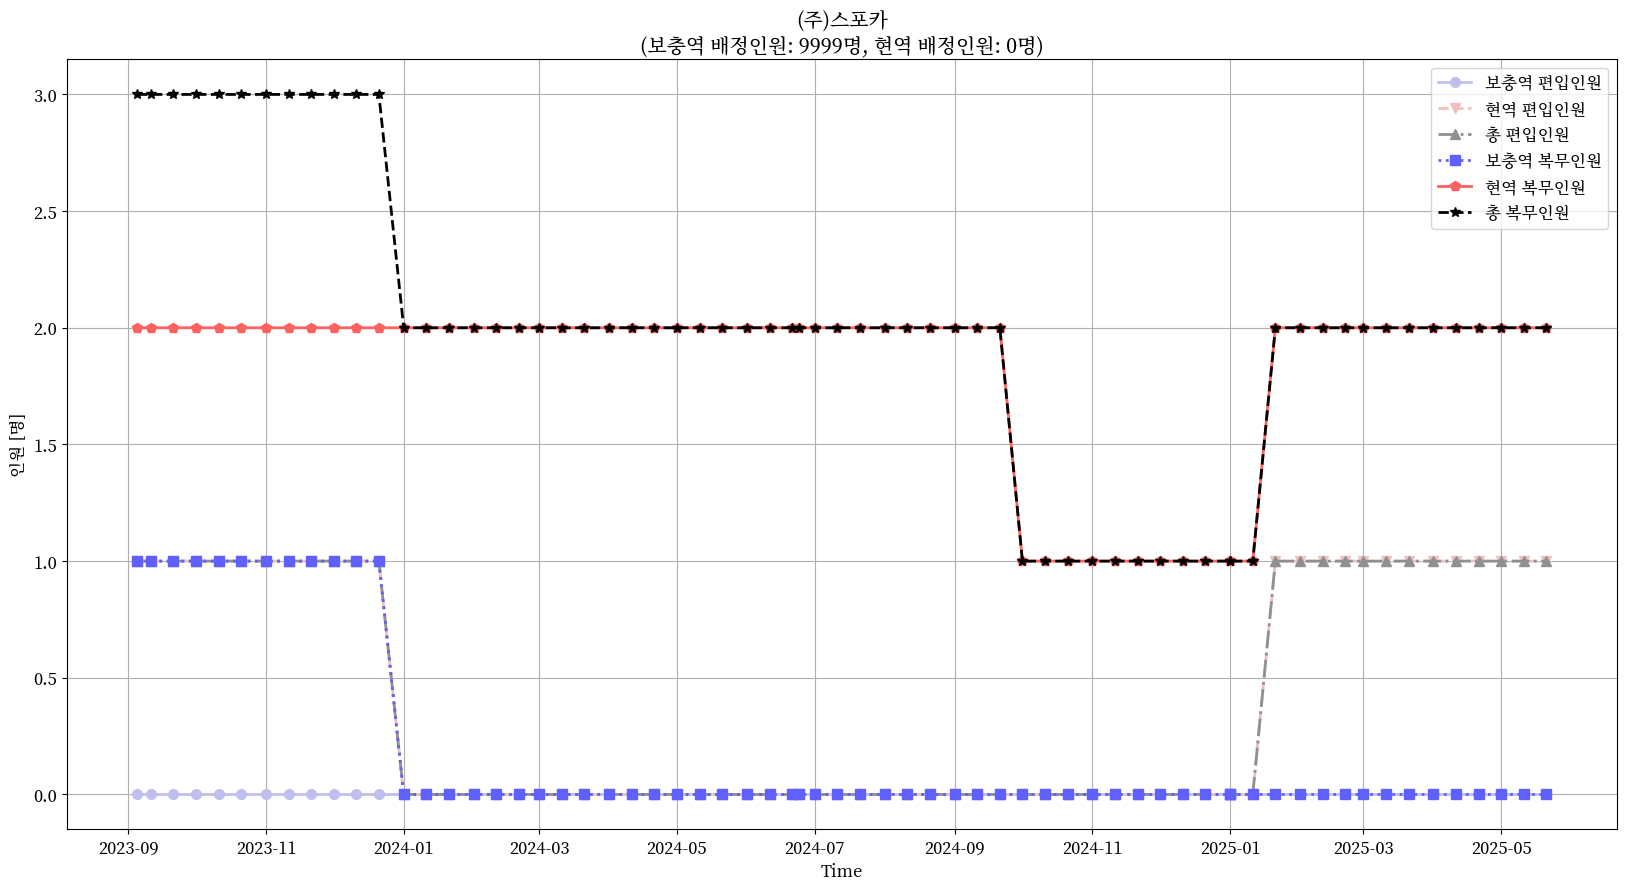 (주)스포카
(보충역 배정인원: 9999명, 현역 배정인원: 0명)
보충역 편입인원
현역 편입인원
총 편입인원
보충역 복무인원
현역 복무인원
총 복무인원
3.0
2.5
2.0
1.5
1.0
0.5
0.0
인원 [명]
2023-09 2023-11 2024-01 2024-03 2024-05 2024-07 2024-09 2024-11 2025-01 2025-03 2025-05
Time